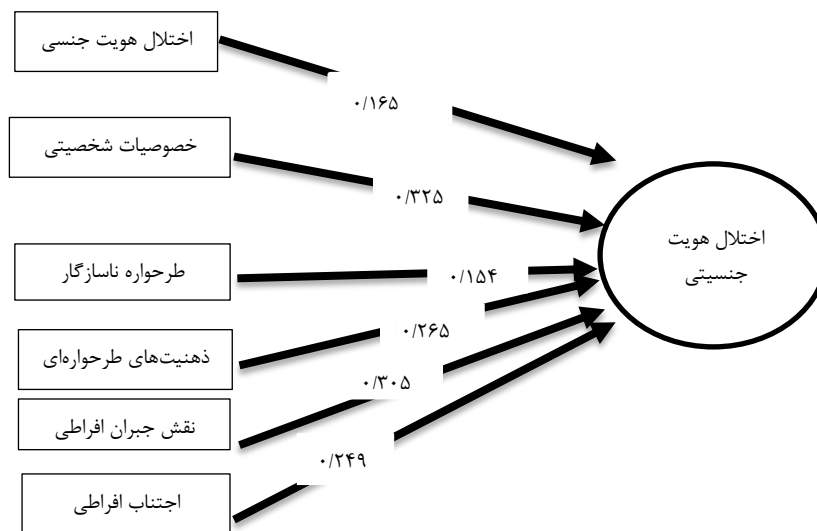 اختلال هویت جنسی
۰/۱۶۵
خصوصیات شخصیتی
۰/۳۲۵
اختلال هویت
جنسیتی
طرحواره ناسازگار
۰/۱۵۴
ذهنیت‌های طرحواره‌ای
۰/۲۶۵
۰/۳۰۵
نقش جبران افراطی
۰/۲۴۹
اجتناب افراطی